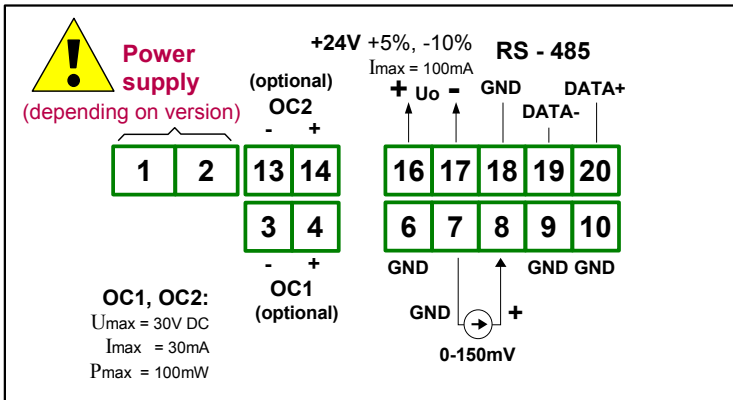 Power
supply
(depending on version)
(optional)
OC2
- +
+24V +5%, -10%
Imax = 100mA
+ Uo -
RS - 485
GND
DATA-
DATA+
1 2 13 14 16 17 18 19 20
3 4 6 7 8 9 10
- +
OC1
(optional)
GND
GND GND
GND +
0-150mV
OC1, OC2:
Umax = 30V DC
Imax = 30mA
Pmax = 100mW